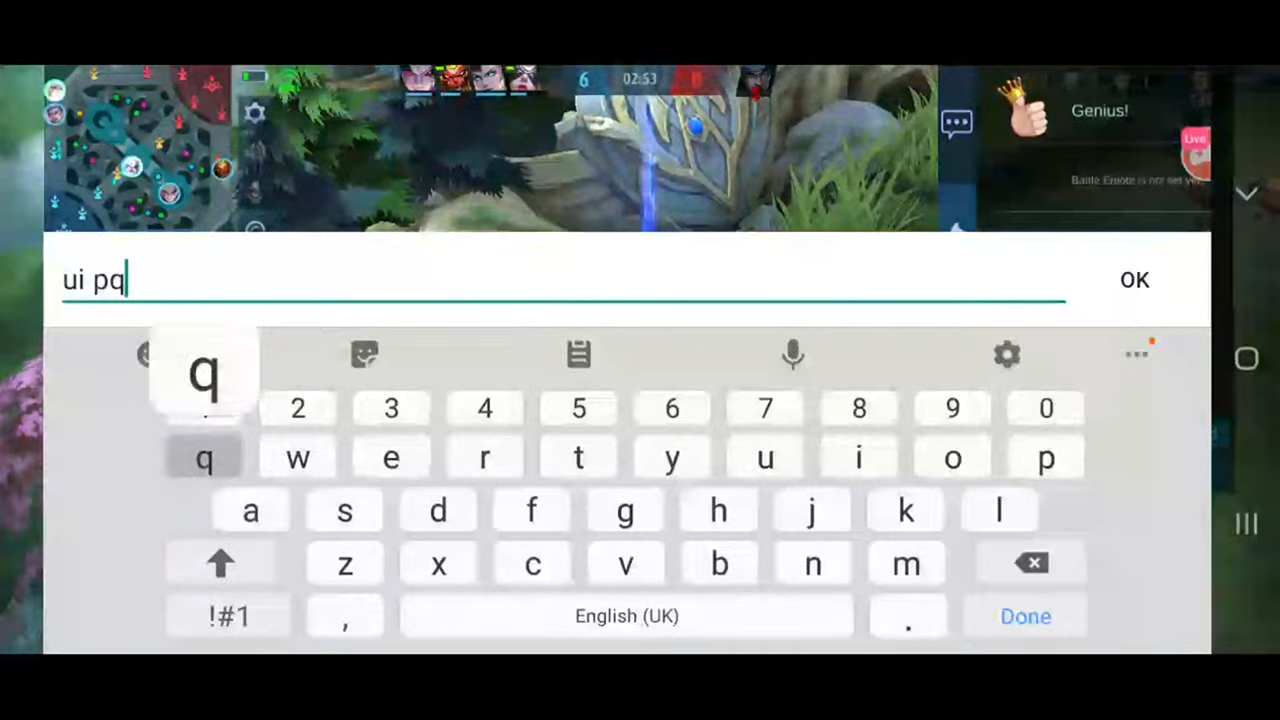 6 02:53
Genius!
Live
Battle Emote is not set yet.
ui pq
OK
q
2 3 4 5 6 7 8 9 0
q w e r t y u i o p
a s d f g h j k l
z x c v b n m
!#1 , English (UK) . Done